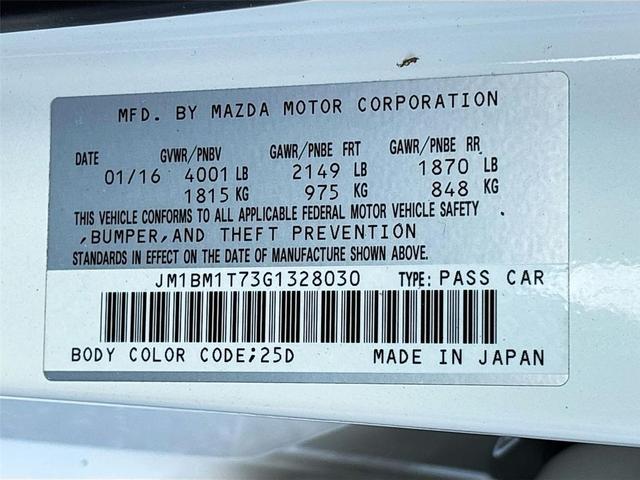 MFD. BY MAZDA MOTOR CORPORATION
DATE GVWR/PNBV GAWR/PNBE FRT GAWR/PNBE RR
01/16 4001 LB 2149 LB 1870 LB
1815 KG 975 KG 848 KG
THIS VEHICLE CONFORMS TO ALL APPLICABLE FEDERAL MOTOR VEHICLE SAFETY
,BUMPER,AND THEFT PREVENTION
STANDARDS IN EFFECT ON THE DATE OF MANUFACTURE SHOWN ABOVE.
JM1BM1T73G1328030 TYPE: PASS CAR
BODY COLOR CODE;25D MADE IN JAPAN